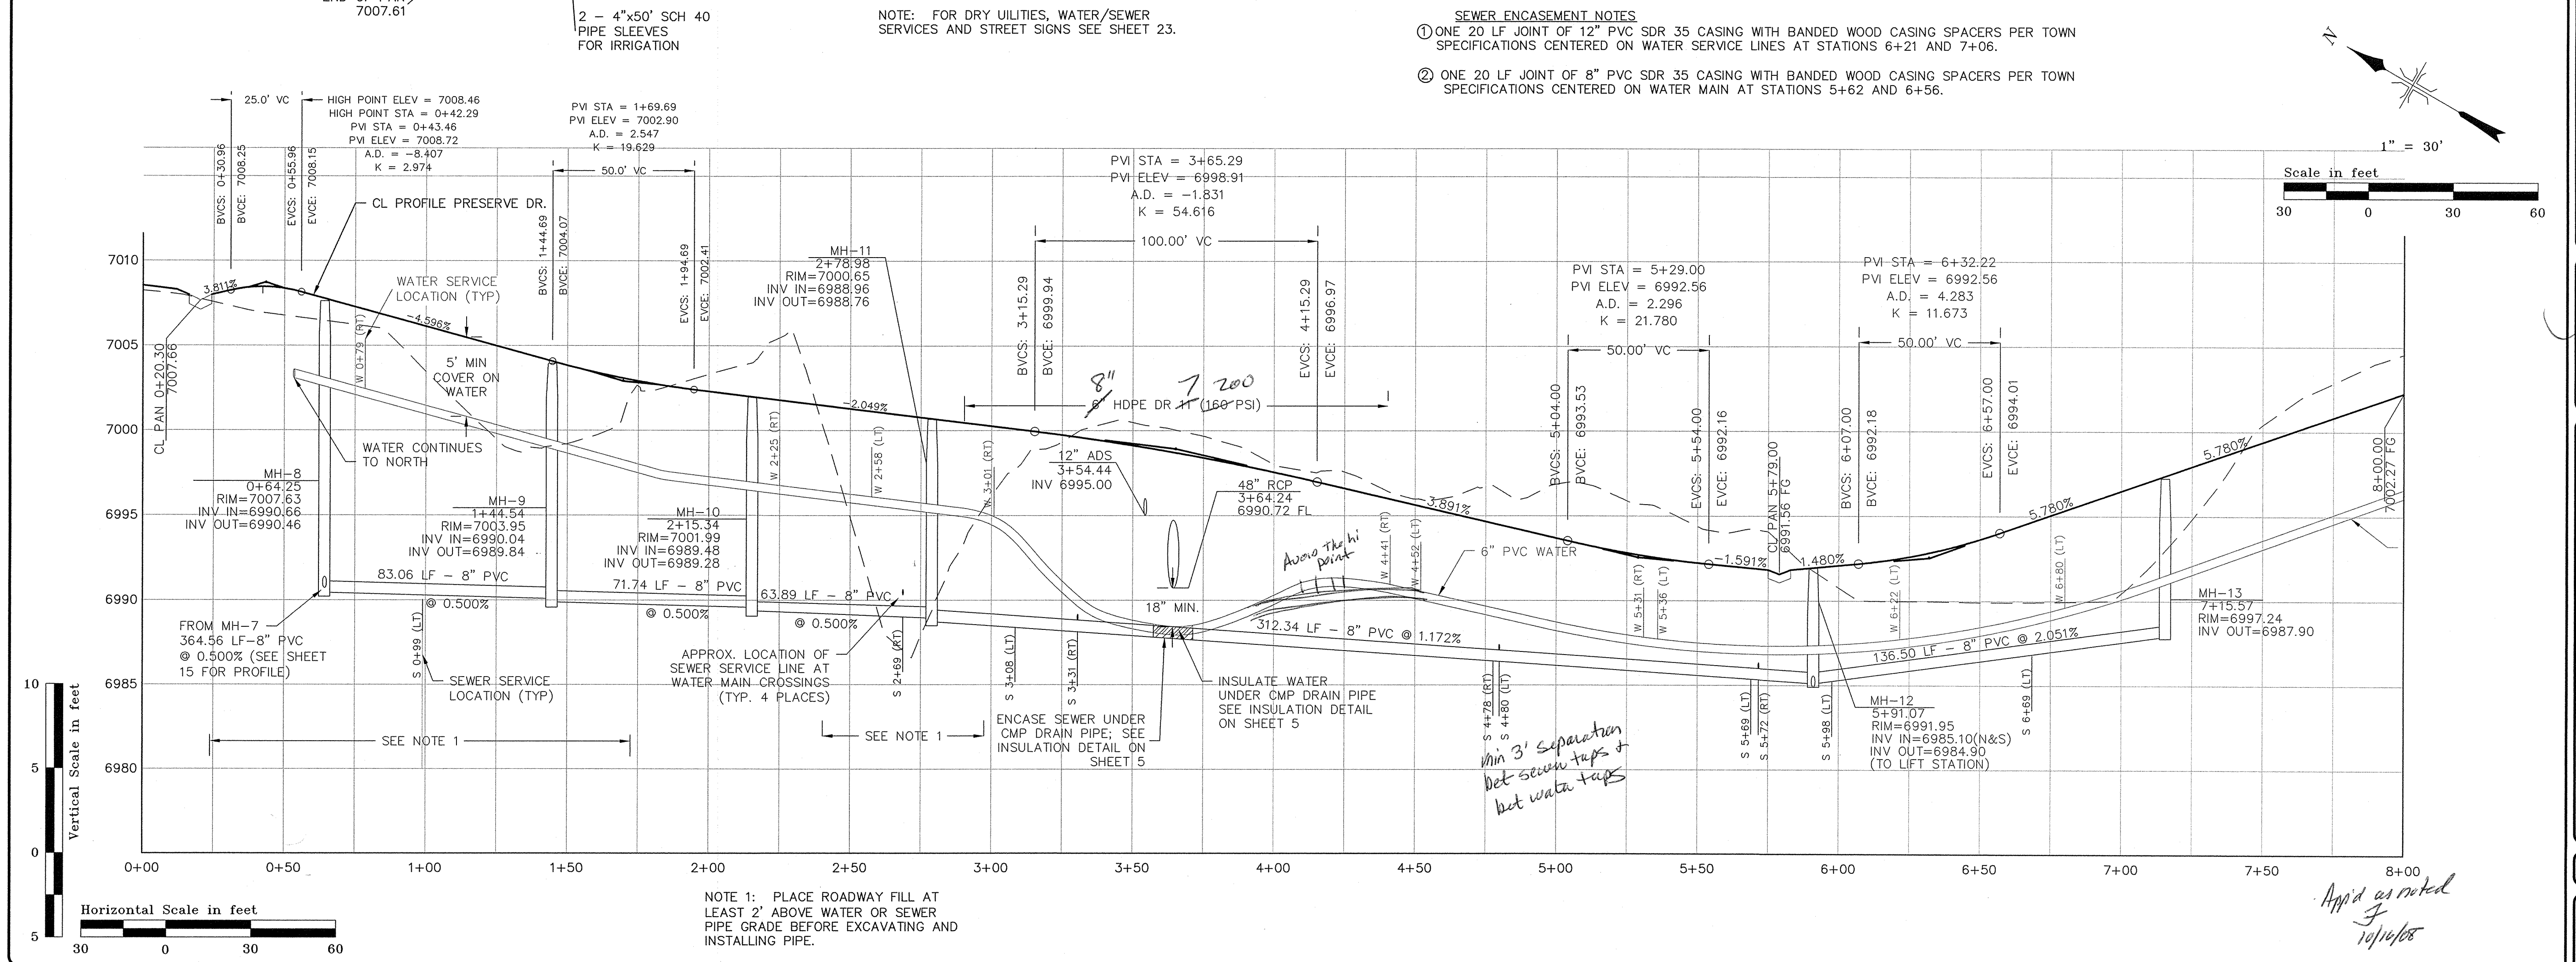 7007.61
2 – 4"x50' SCH 40
PIPE SLEEVES
FOR IRRIGATION
NOTE: FOR DRY UILITIES, WATER/SEWER
SERVICES AND STREET SIGNS SEE SHEET 23.
SEWER ENCASEMENT NOTES
① ONE 20 LF JOINT OF 12" PVC SDR 35 CASING WITH BANDED WOOD CASING SPACERS PER TOWN
SPECIFICATIONS CENTERED ON WATER SERVICE LINES AT STATIONS 6+21 AND 7+06.
② ONE 20 LF JOINT OF 8" PVC SDR 35 CASING WITH BANDED WOOD CASING SPACERS PER TOWN
SPECIFICATIONS CENTERED ON WATER MAIN AT STATIONS 5+62 AND 6+56.
N
1" = 30'
Scale in feet
30 0 30 60
25.0' VC
HIGH POINT ELEV = 7008.46
HIGH POINT STA = 0+42.29
PVI STA = 0+43.46
PVI ELEV = 7008.72
A.D. = -8.407
K = 2.974
BVCS: 0+30.96
BVCE: 7008.25
EVCS: 0+55.96
EVCE: 7008.15
PVI STA = 1+69.69
PVI ELEV = 7002.90
A.D. = 2.547
K = 19.629
50.0' VC
BVCS: 1+44.69
BVCE: 7004.07
EVCS: 1+94.69
EVCE: 7002.41
CL PROFILE PRESERVE DR.
PVI STA = 3+65.29
PVI ELEV = 6998.91
A.D. = -1.831
K = 54.616
100.00' VC
BVCS: 3+15.29
BVCE: 6999.94
EVCS: 4+15.29
EVCE: 6996.97
PVI STA = 5+29.00
PVI ELEV = 6992.56
A.D. = 2.296
K = 21.780
50.00' VC
BVCS: 5+04.00
BVCE: 6993.53
EVCS: 5+54.00
EVCE: 6992.16
PVI STA = 6+32.22
PVI ELEV = 6992.56
A.D. = 4.283
K = 11.673
50.00' VC
BVCS: 6+07.00
BVCE: 6992.18
EVCS: 6+57.00
EVCE: 6994.01
7010
7005
7000
6995
6990
6985
6980
3.811%
-4.596%
-2.049%
-3.891%
-1.591%
1.480%
5.780%
5.780%
CL PAN 0+20.30
7007.66
WATER SERVICE
LOCATION (TYP)
W 0+79 (RT)
5' MIN
COVER ON
WATER
WATER CONTINUES
TO NORTH
MH-8
0+64.25
RIM=7007.63
INV IN=6990.66
INV OUT=6990.46
MH-9
1+44.54
RIM=7003.95
INV IN=6990.04
INV OUT=6989.84
MH-10
2+15.34
RIM=7001.99
INV IN=6989.48
INV OUT=6989.28
MH-11
2+78.98
RIM=7000.65
INV IN=6988.96
INV OUT=6988.76
W 2+25 (RT)
W 2+58 (LT)
WK 3+01 (RT)
8" 7 200
6" HDPE DR 11 (160 PSI)
12" ADS
3+54.44
INV 6995.00
48" RCP
3+64.24
6990.72 FL
18" MIN.
Avoid the hi
point
W 4+41 (RT)
W 4+52 (LT)
6" PVC WATER
W 5+31 (RT)
W 5+36 (LT)
CL PAN 5+79.00
6991.56 FG
W 6+22 (LT)
W 6+80 (LT)
8+00.00
7002.27 FG
MH-13
7+15.57
RIM=6997.24
INV OUT=6987.90
83.06 LF – 8" PVC
@ 0.500%
71.74 LF – 8" PVC
@ 0.500%
63.89 LF – 8" PVC
@ 0.500%
312.34 LF – 8" PVC @ 1.172%
136.50 LF – 8" PVC @ 2.051%
FROM MH-7
364.56 LF-8" PVC
@ 0.500% (SEE SHEET
15 FOR PROFILE)
S 0+99 (LT)
SEWER SERVICE
LOCATION (TYP)
APPROX. LOCATION OF
SEWER SERVICE LINE AT
WATER MAIN CROSSINGS
(TYP. 4 PLACES)
S 2+69 (RT)
S 3+08 (LT)
S 3+31 (RT)
ENCASE SEWER UNDER
CMP DRAIN PIPE; SEE
INSULATION DETAIL ON
SHEET 5
INSULATE WATER
UNDER CMP DRAIN PIPE
SEE INSULATION DETAIL
ON SHEET 5
S 4+78 (RT)
S 4+80 (LT)
min 3' separation
bet sewer taps +
bet water taps
S 5+69 (LT)
S 5+72 (RT)
S 5+98 (LT)
MH-12
5+91.07
RIM=6991.95
INV IN=6985.10(N&S)
INV OUT=6984.90
(TO LIFT STATION)
S 6+69 (LT)
SEE NOTE 1
SEE NOTE 1
10
5
0
5
Vertical Scale in feet
0+00 0+50 1+00 1+50 2+00 2+50 3+00 3+50 4+00 4+50 5+00 5+50 6+00 6+50 7+00 7+50 8+00
Horizontal Scale in feet
30 0 30 60
NOTE 1: PLACE ROADWAY FILL AT
LEAST 2' ABOVE WATER OR SEWER
PIPE GRADE BEFORE EXCAVATING AND
INSTALLING PIPE.
App'd as noted
10/16/08